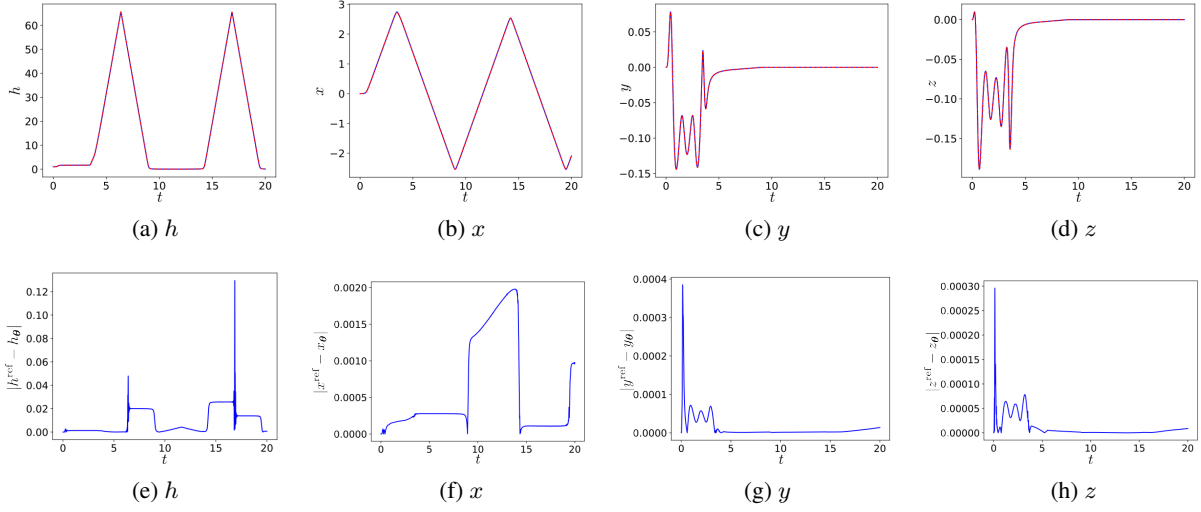 60
50
40
30
20
10
0
h
0 5 10 15 20
t
(a) h
3
2
1
0
−1
−2
x
0 5 10 15 20
t
(b) x
0.05
0.00
−0.05
−0.10
−0.15
y
0 5 10 15 20
t
(c) y
0.00
−0.05
−0.10
−0.15
z
0 5 10 15 20
t
(d) z
0.12
0.10
0.08
0.06
0.04
0.02
0.00
|h^ref − h_θ|
0 5 10 15 20
t
(e) h
0.0020
0.0015
0.0010
0.0005
0.0000
|x^ref − x_θ|
0 5 10 15 20
t
(f) x
0.0004
0.0003
0.0002
0.0001
0.0000
|y^ref − y_θ|
0 5 10 15 20
t
(g) y
0.00030
0.00025
0.00020
0.00015
0.00010
0.00005
0.00000
|z^ref − z_θ|
0 5 10 15 20
t
(h) z